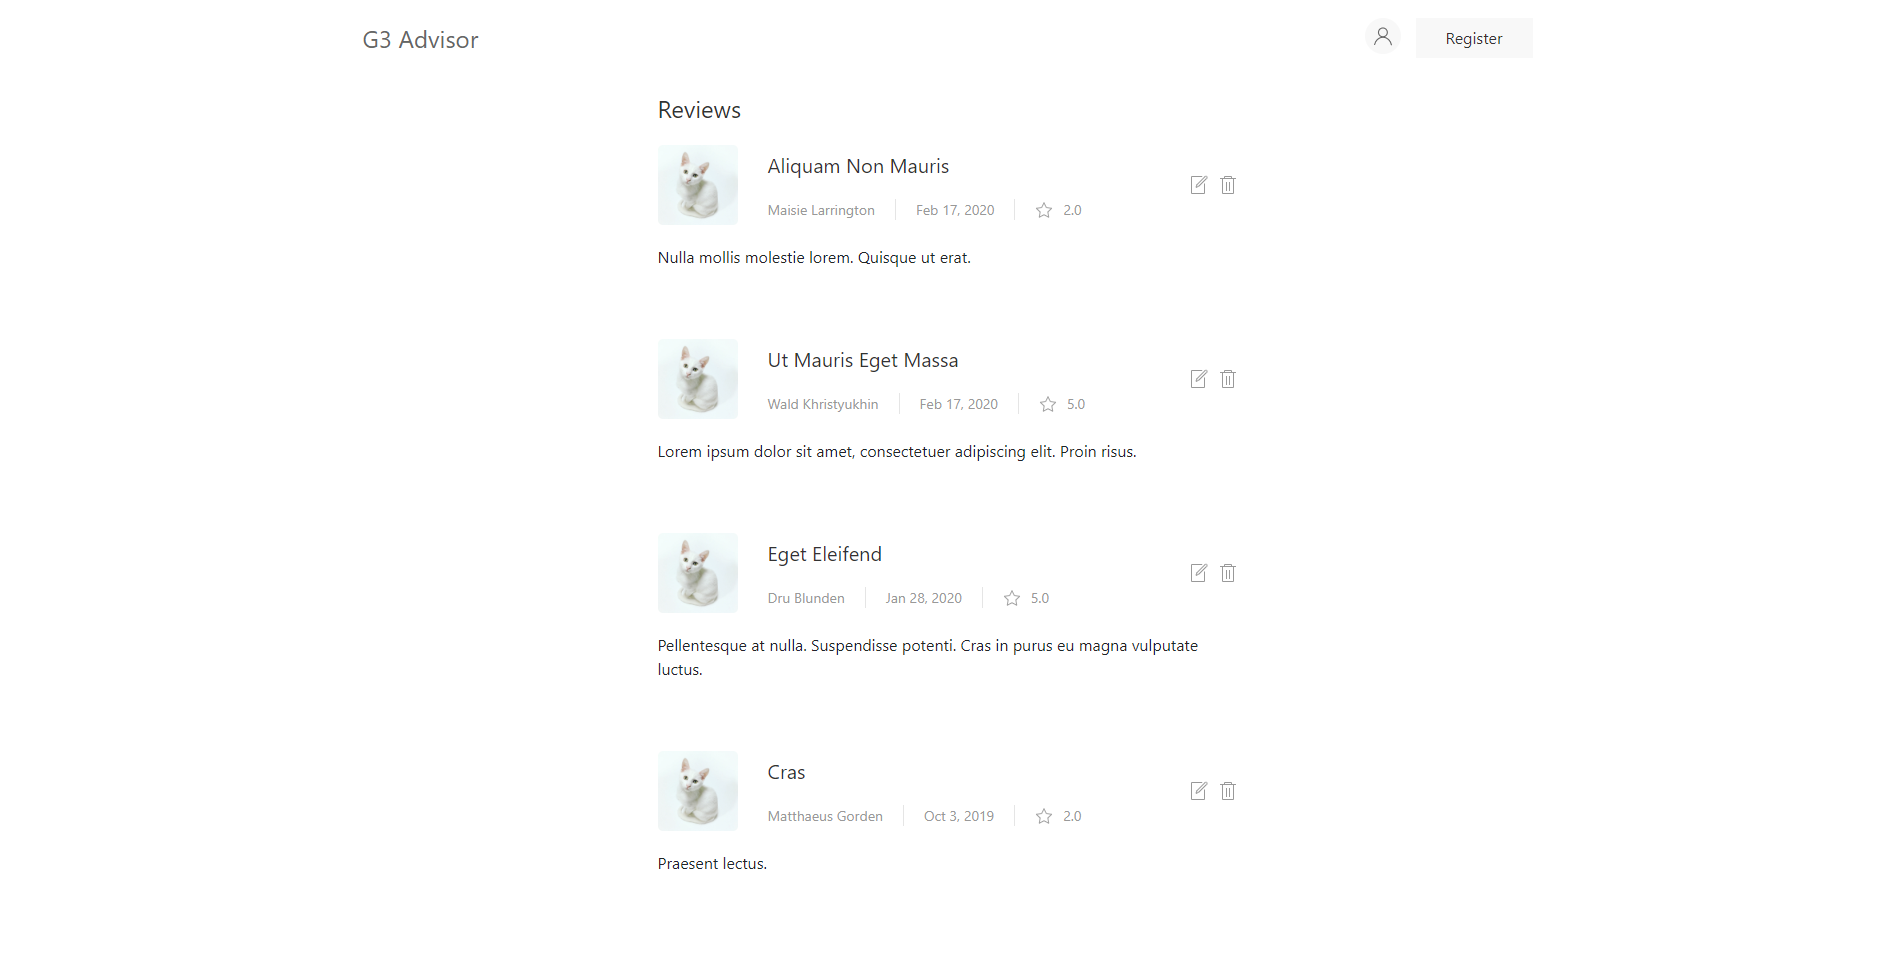 G3 Advisor
Register
Reviews
Aliquam Non Mauris
Maisie Larrington Feb 17, 2020 2.0
Nulla mollis molestie lorem. Quisque ut erat.
Ut Mauris Eget Massa
Wald Khristyukhin Feb 17, 2020 5.0
Lorem ipsum dolor sit amet, consectetuer adipiscing elit. Proin risus.
Eget Eleifend
Dru Blunden Jan 28, 2020 5.0
Pellentesque at nulla. Suspendisse potenti. Cras in purus eu magna vulputate
luctus.
Cras
Matthaeus Gorden Oct 3, 2019 2.0
Praesent lectus.